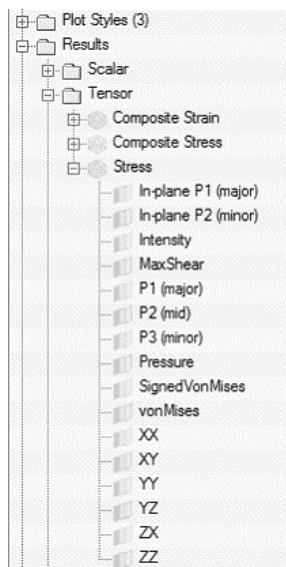 Plot Styles (3)
Results
Scalar
Tensor
Composite Strain
Composite Stress
Stress
In-plane P1 (major)
In-plane P2 (minor)
Intensity
MaxShear
P1 (major)
P2 (mid)
P3 (minor)
Pressure
SignedVonMises
vonMises
XX
XY
YY
YZ
ZX
ZZ